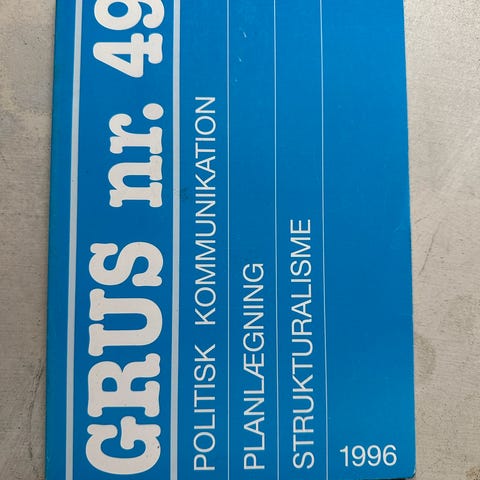 GRUS nr. 49
POLITISK KOMMUNIKATION
PLANLÆGNING
STRUKTURALISME
1996